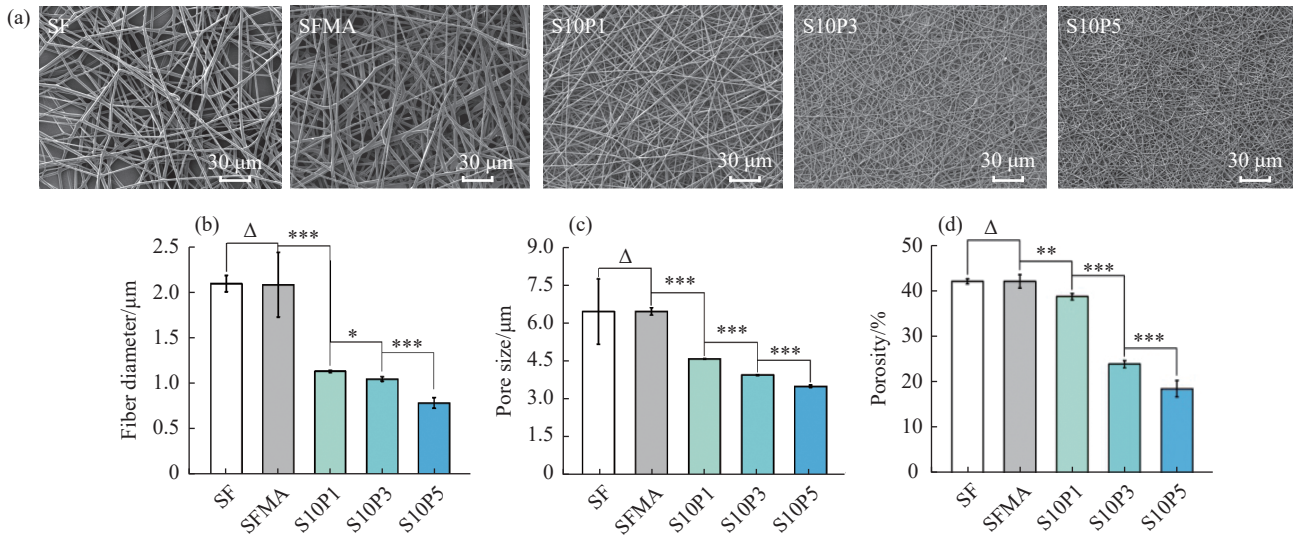 (a)
SF
SFMA
S10P1
S10P3
S10P5
30 μm
30 μm
30 μm
30 μm
30 μm
(b)
Fiber diameter/μm
2.5
2.0
1.5
1.0
0.5
0
Δ
***
*
***
SF
SFMA
S10P1
S10P3
S10P5
(c)
Pore size/μm
9.0
7.5
6.0
4.5
3.0
1.5
0
Δ
***
***
***
SF
SFMA
S10P1
S10P3
S10P5
(d)
Porosity/%
50
40
30
20
10
0
Δ
**
***
***
SF
SFMA
S10P1
S10P3
S10P5